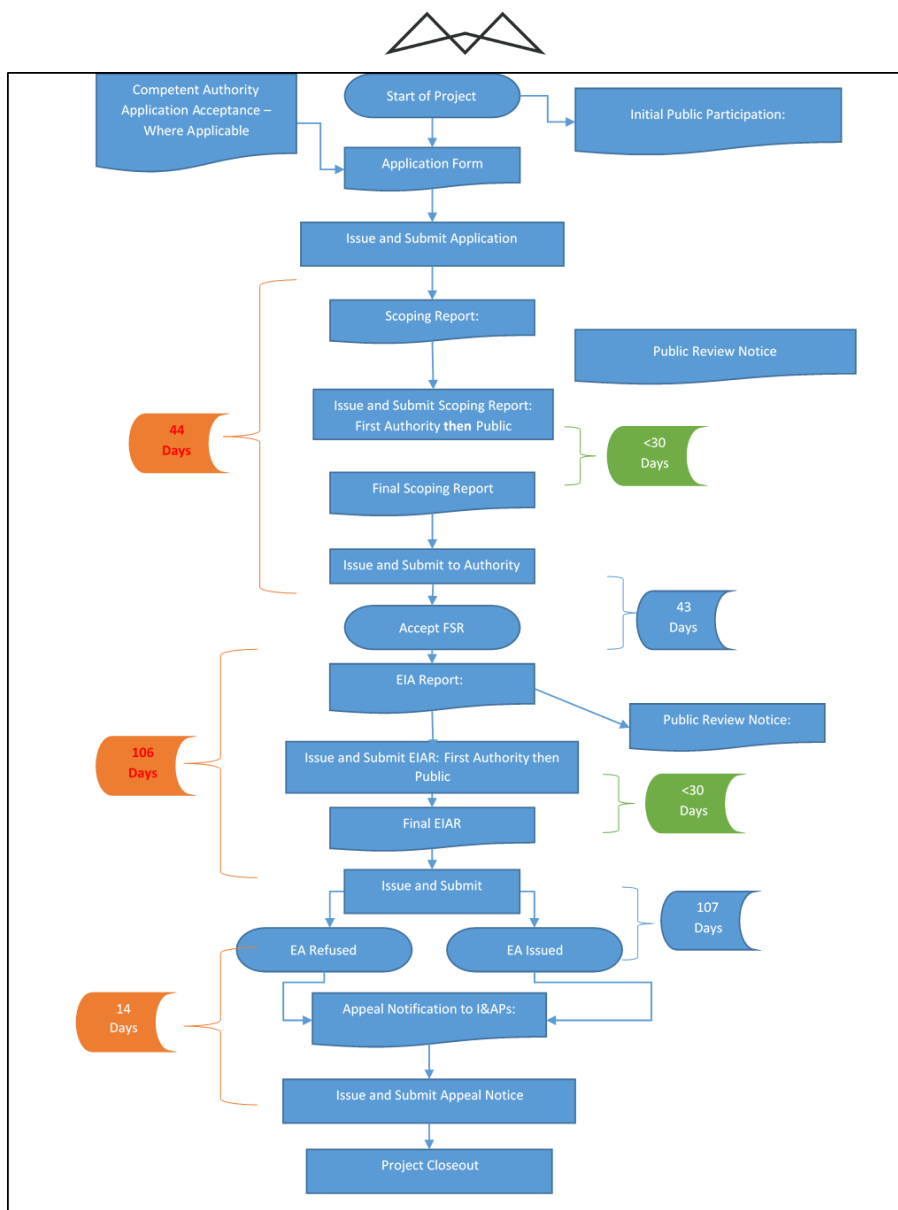 Competent Authority
Application Acceptance –
Where Applicable
Start of Project
Initial Public Participation:
Application Form
Issue and Submit Application
Scoping Report:
Public Review Notice
Issue and Submit Scoping Report:
First Authority then Public
44
Days
<30
Days
Final Scoping Report
Issue and Submit to Authority
43
Days
Accept FSR
EIA Report:
Public Review Notice:
106
Days
Issue and Submit EIAR: First Authority then
Public
<30
Days
Final EIAR
Issue and Submit
107
Days
EA Refused
EA Issued
14
Days
Appeal Notification to I&APs:
Issue and Submit Appeal Notice
Project Closeout